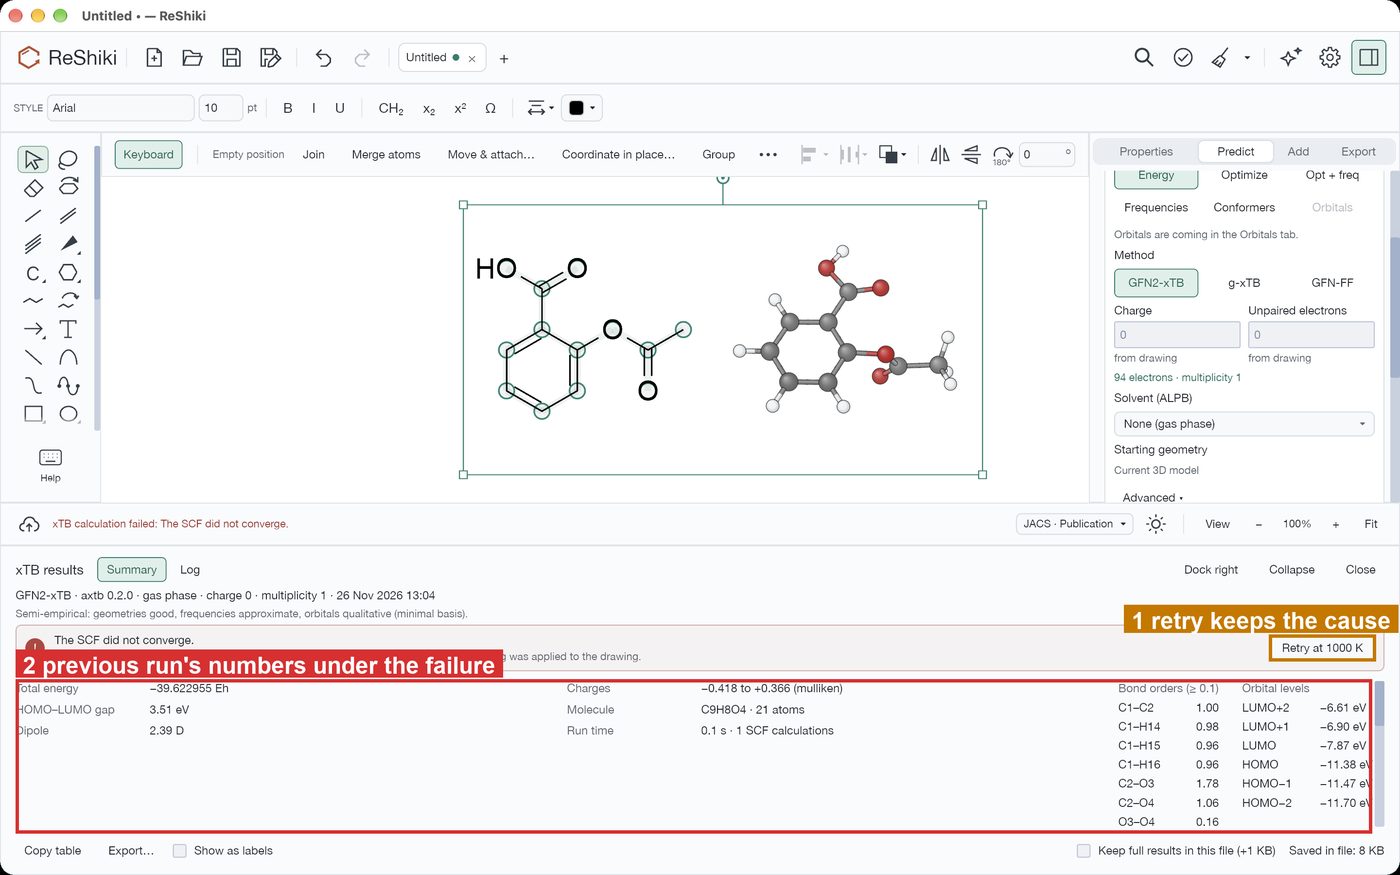 Untitled • — ReShiki
ReShiki
Untitled
STYLE Arial 10 pt B I U CH₂ x₂ x² Ω
Keyboard Empty position Join Merge atoms Move & attach… Coordinate in place… Group ••• 180° 0 °
Properties Predict Add Export
Energy Optimize Opt + freq
Frequencies Conformers Orbitals
Orbitals are coming in the Orbitals tab.
Method
GFN2-xTB g-xTB GFN-FF
Charge Unpaired electrons
0 0
from drawing from drawing
94 electrons · multiplicity 1
Solvent (ALPB)
None (gas phase)
Starting geometry
Current 3D model
Advanced
C
T
Help
HO O
O
O
xTB calculation failed: The SCF did not converge.
JACS · Publication View − 100% + Fit
xTB results Summary Log Dock right Collapse Close
GFN2-xTB · axtb 0.2.0 · gas phase · charge 0 · multiplicity 1 · 26 Nov 2026 13:04
Semi-empirical: geometries good, frequencies approximate, orbitals qualitative (minimal basis).
1 retry keeps the cause
The SCF did not converge.
Retry at 1000 K
was applied to the drawing.
2 previous run's numbers under the failure
Total energy −39.622955 Eh Charges −0.418 to +0.366 (mulliken) Bond orders (≥ 0.1) Orbital levels
HOMO–LUMO gap 3.51 eV Molecule C9H8O4 · 21 atoms C1–C2 1.00 LUMO+2 −6.61 eV
Dipole 2.39 D Run time 0.1 s · 1 SCF calculations C1–H14 0.98 LUMO+1 −6.90 eV
C1–H15 0.96 LUMO −7.87 eV
C1–H16 0.96 HOMO −11.38 eV
C2–O3 1.78 HOMO−1 −11.47 eV
C2–O4 1.06 HOMO−2 −11.70 eV
O3–O4 0.16
Copy table Export… Show as labels Keep full results in this file (+1 KB) Saved in file: 8 KB